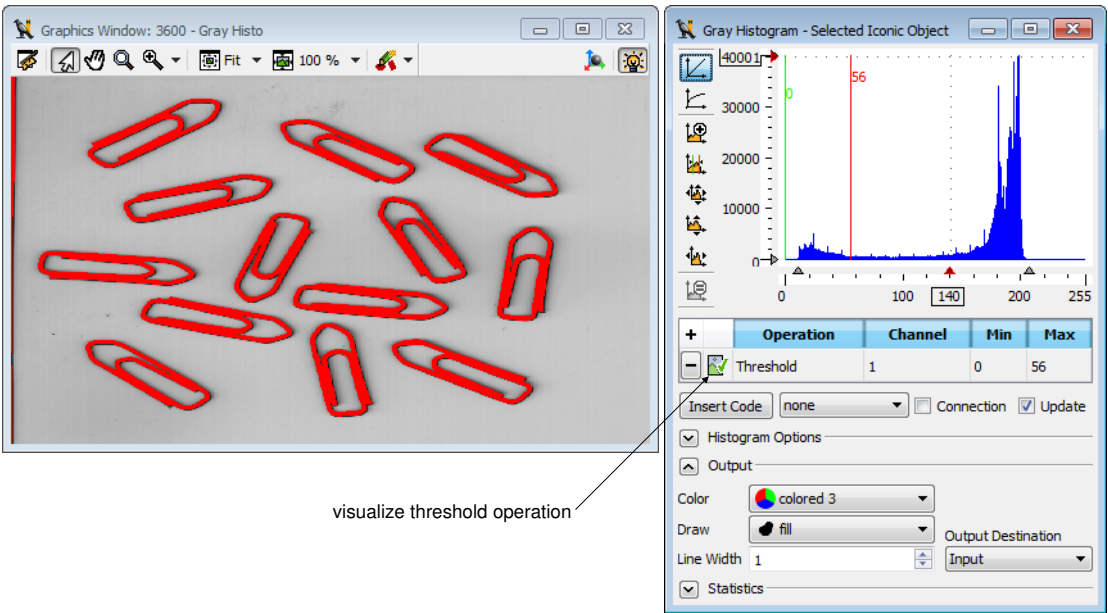 Graphics Window: 3600 - Gray Histo
Fit 100 %
Gray Histogram - Selected Iconic Object
40001
56
0
30000
20000
10000
0
0 100 140 200 255
+ Operation Channel Min Max
Threshold 1 0 56
Insert Code none Connection Update
Histogram Options
Output
Color colored 3
Draw fill
Output Destination
Line Width 1 Input
Statistics
visualize threshold operation